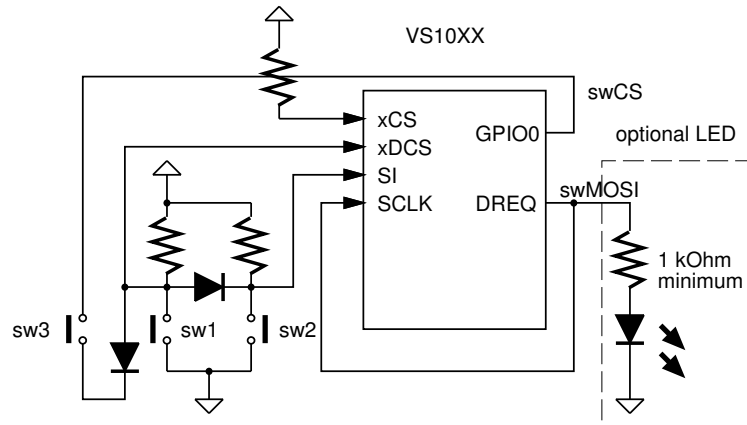 VS10XX
swCS
optional LED
xCS
GPIO0
xDCS
SI
swMOSI
SCLK
DREQ
1 kOhm
minimum
sw3
sw1
sw2